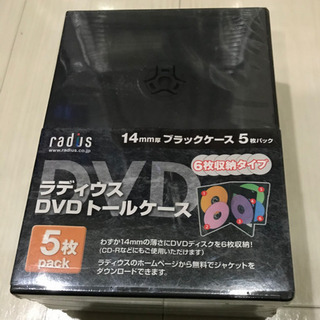 radius
www.radius.co.jp
14mm厚 ブラックケース 5枚パック
DVD
6枚収納タイプ
ラディウス
DVDトールケース
5枚
pack
わずか14mmの薄さにDVDディスクを6枚収納!
(CD-Rなどにもご使用いただけます)
ラディウスのホームページから無料でジャケットを
ダウンロードできます。